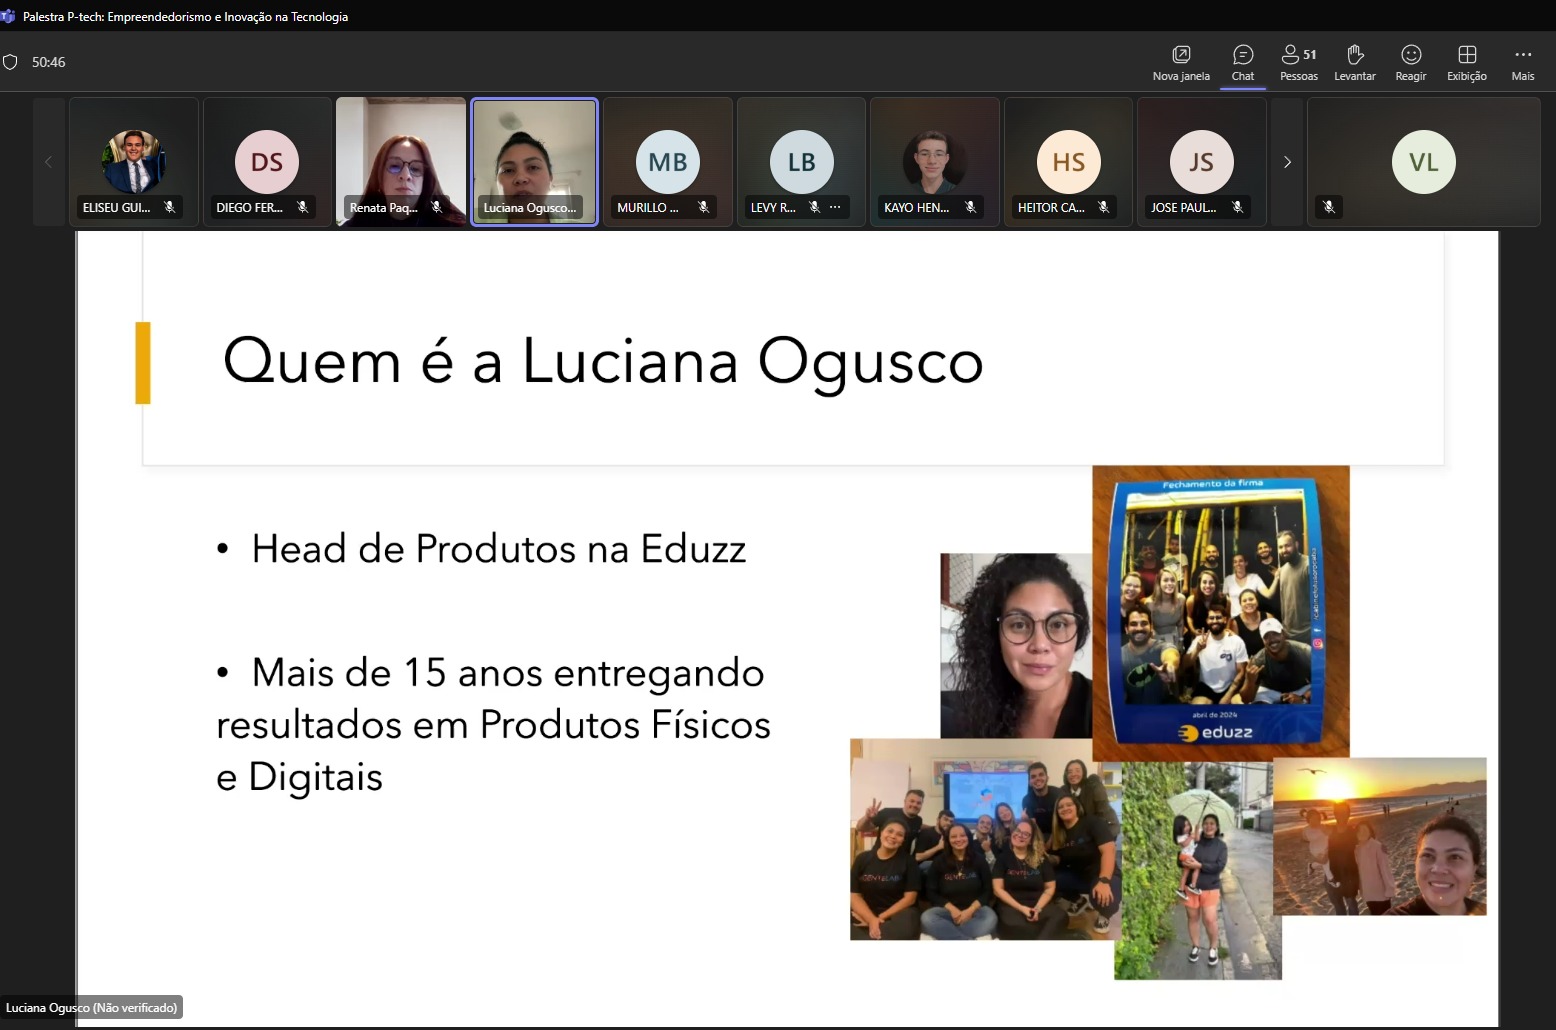 Palestra P-tech: Empreendedorismo e Inovação na Tecnologia
50:46
Nova janela
Chat
51
Pessoas
Levantar
Reagir
Exibição
Mais
ELISEU GUI...
DS
DIEGO FER...
Renata Paq...
Luciana Ogusco...
MB
MURILLO ...
LB
LEVY R...
KAYO HEN...
HS
HEITOR CA...
JS
JOSE PAUL...
VL
Quem é a Luciana Ogusco
• Head de Produtos na Eduzz
• Mais de 15 anos entregando
resultados em Produtos Físicos
e Digitais
Fechamento da firma
abril de 2024
eduzz
GENTELAB
Luciana Ogusco (Não verificado)